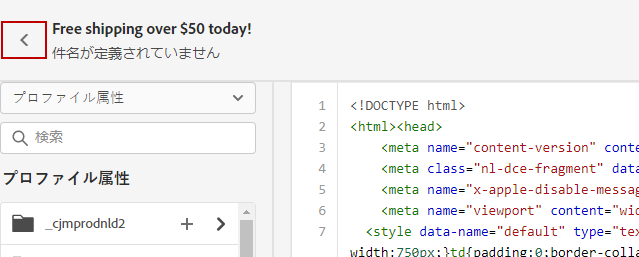 Free shipping over $50 today!
件名が定義されていません
プロファイル属性
検索
プロファイル属性
_cjmprodnld2
1 <!DOCTYPE html>
2 <html><head>
3 <meta name="content-version" conte
4 <meta class="nl-dce-fragment" data
5 <meta name="x-apple-disable-messag
6 <meta name="viewport" content="wid
7 <style data-name="default" type="tex
width:750px;}td{padding:0;border-colla